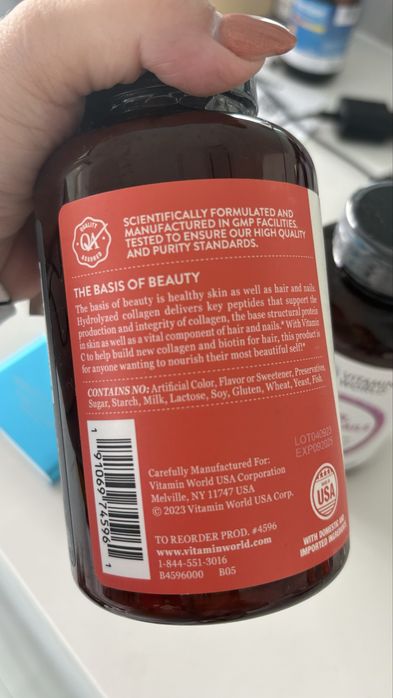 QUALITY
QA
ASSURED
SCIENTIFICALLY FORMULATED AND
MANUFACTURED IN GMP FACILITIES.
TESTED TO ENSURE OUR HIGH QUALITY
AND PURITY STANDARDS.
THE BASIS OF BEAUTY
The basis of beauty is healthy skin as well as hair and nails.
Hydrolyzed collagen delivers key peptides that support the
production and integrity of collagen, the base structural protein
in skin as well as a vital component of hair and nails.* With Vitamin
C to help build new collagen and biotin for hair, this product is
for anyone wanting to nourish their most beautiful self!*
CONTAINS NO: Artificial Color, Flavor or Sweetener, Preservatives,
Sugar, Starch, Milk, Lactose, Soy, Gluten, Wheat, Yeast, Fish.
LOT040923
EXP092025
Carefully Manufactured For:
Vitamin World USA Corporation
Melville, NY 11747 USA
© 2023 Vitamin World USA Corp.
TO REORDER PROD. #4596
www.vitaminworld.com
1-844-551-3016
B4596000 B05
1 91069 74596 1
USA
WITH DOMESTIC AND
IMPORTED INGREDIENTS